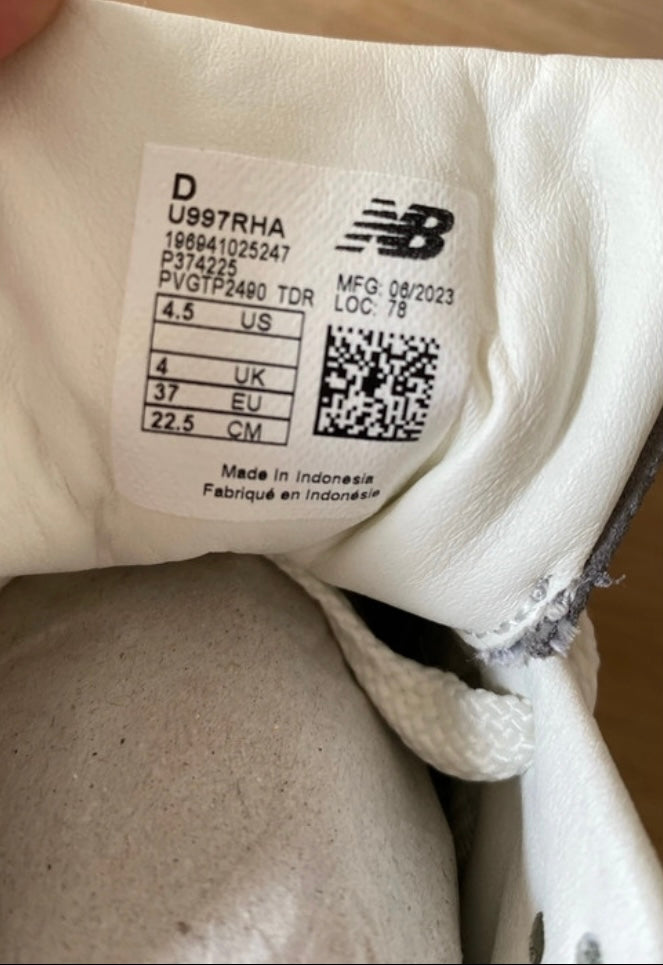 D
U997RHA
196941025247
P374225
PVGTP2490 TDR
4.5 US
4 UK
37 EU
22.5 CM
NB
MFG: 06/2023
LOC: 78
Made in Indonesia
Fabriqué en Indonésie